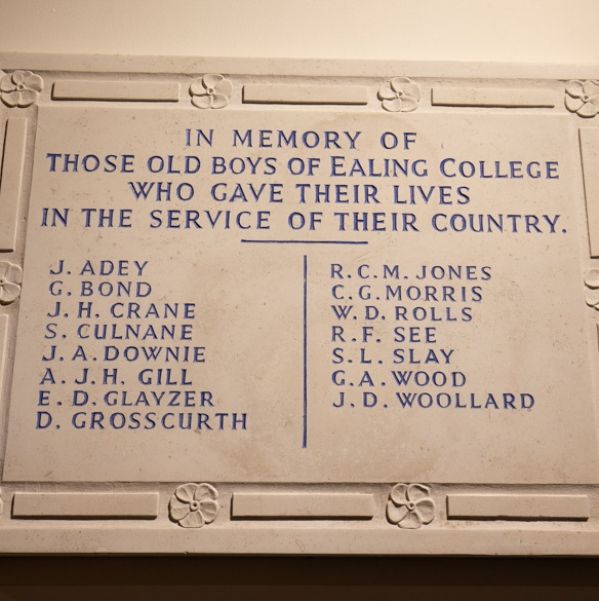 IN MEMORY OF
THOSE OLD BOYS OF EALING COLLEGE
WHO GAVE THEIR LIVES
IN THE SERVICE OF THEIR COUNTRY.
J. ADEY
G. BOND
J. H. CRANE
S. CULNANE
J. A. DOWNIE
A. J. H. GILL
E. D. GLAYZER
D. GROSSCURTH
R. C. M. JONES
C. G. MORRIS
W. D. ROLLS
R. F. SEE
S. L. SLAY
G. A. WOOD
J. D. WOOLLARD